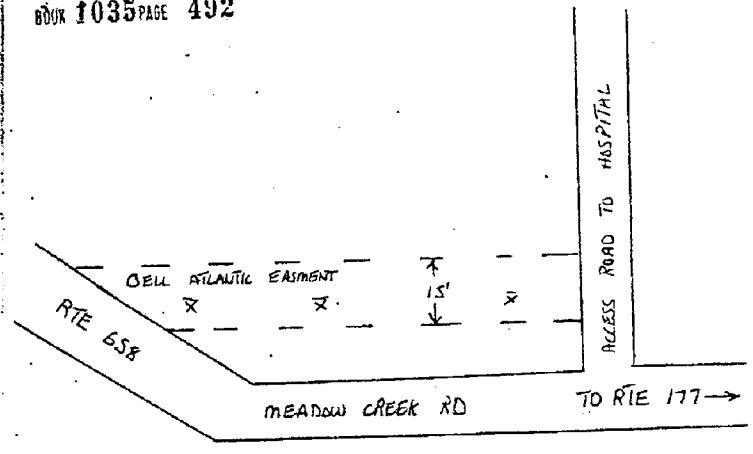 BOOK 1035 PAGE 492
ACCESS ROAD TO HOSPITAL
BELL ATLANTIC EASMENT
15'
RTE 658
MEADOW CREEK RD
TO RTE 177→